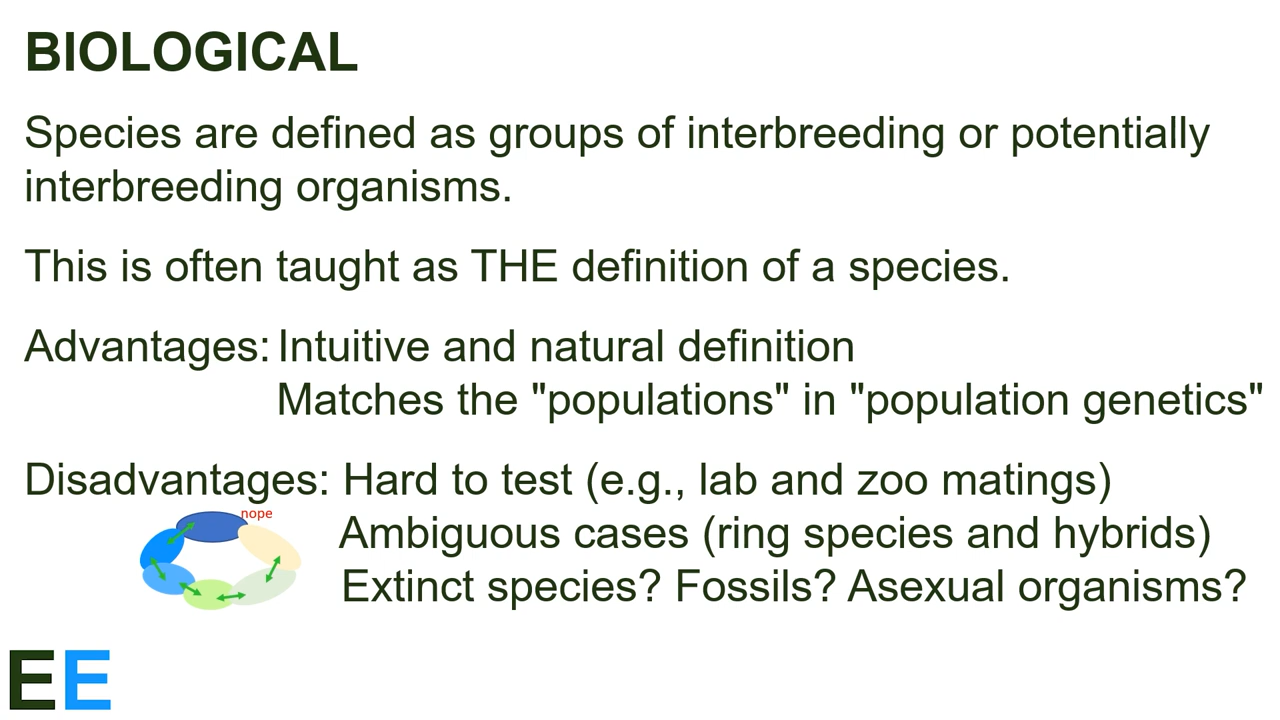 BIOLOGICAL
Species are defined as groups of interbreeding or potentially
interbreeding organisms.
This is often taught as THE definition of a species.
Advantages: Intuitive and natural definition
Matches the "populations" in "population genetics"
Disadvantages: Hard to test (e.g., lab and zoo matings)
nope
Ambiguous cases (ring species and hybrids)
Extinct species? Fossils? Asexual organisms?
EE